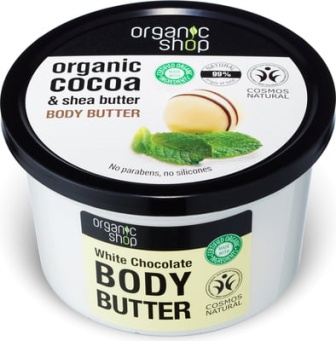 organic
shop
organic
cocoa
& shea butter
BODY BUTTER
NATURAL
99%
COSMOS
NATURAL
No parabens, no silicones
organic
shop
White Chocolate
BODY
BUTTER
COSMOS
NATURAL